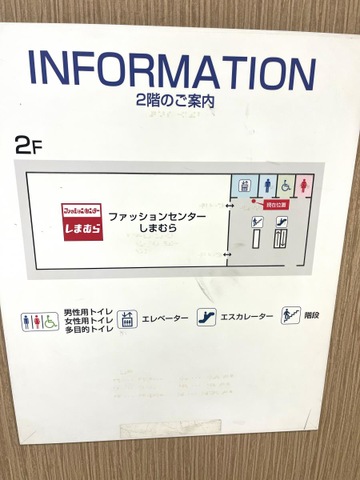 INFORMATION
2階のご案内
2F
現在位置
ファッションセンター
しまむら
ファッションセンター
しまむら
男性用トイレ
女性用トイレ
多目的トイレ
エレベーター
エスカレーター
階段